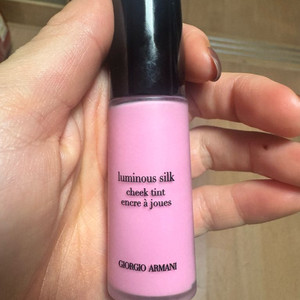 luminous silk
cheek tint
encre à joues
GIORGIO ARMANI